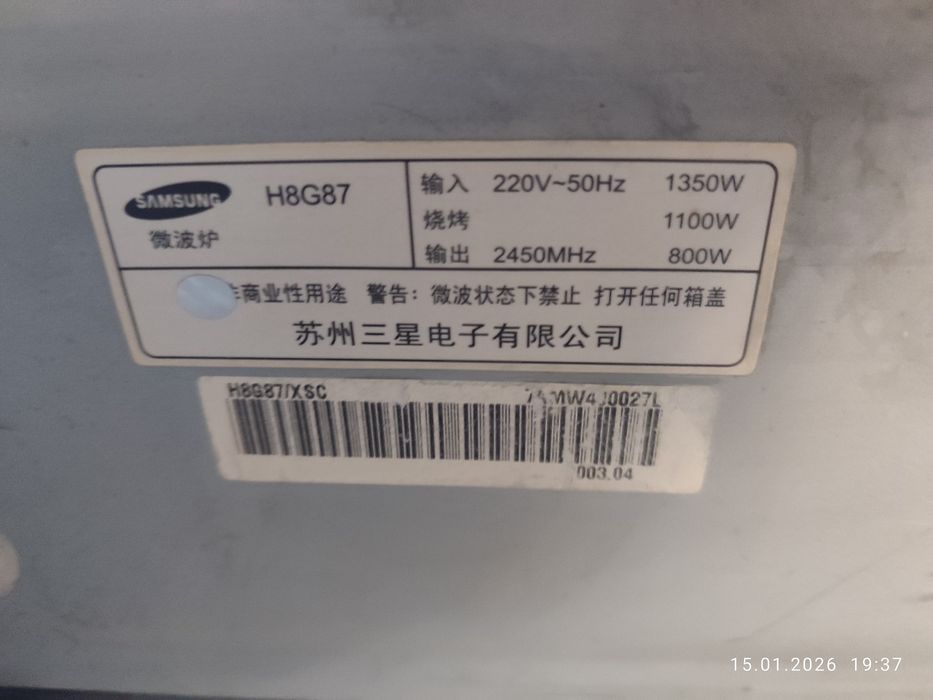 SAMSUNG H8G87
微波炉
输入 220V~50Hz 1350W
烧烤 1100W
输出 2450MHz 800W
商业性用途 警告：微波状态下禁止 打开任何箱盖
苏州三星电子有限公司
H8G87/XSC
003.04
15.01.2026 19:37